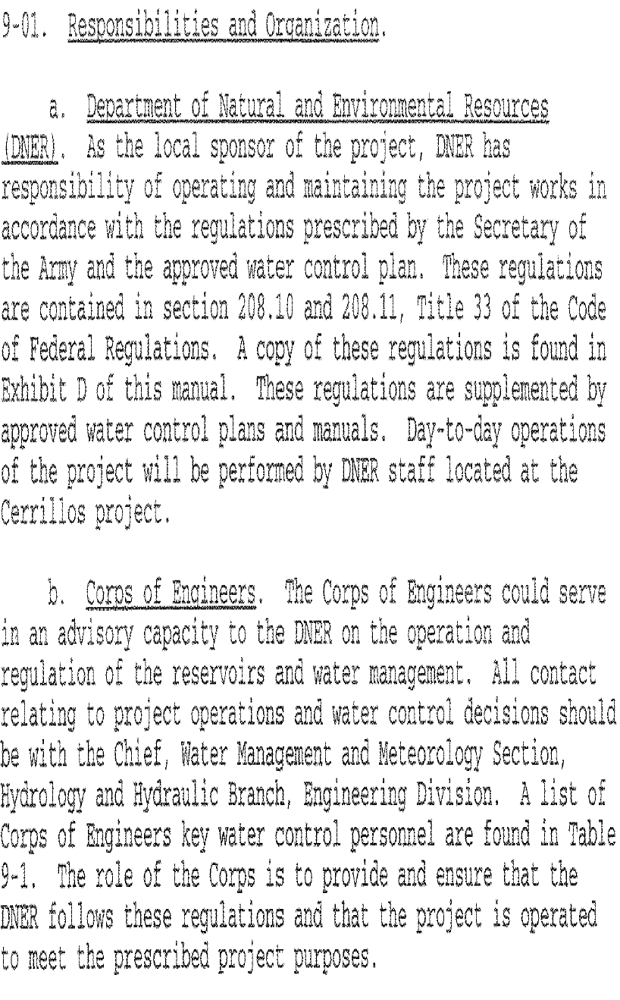 9-01. Responsibilities and Organization.
a. Department of Natural and Environmental Resources
(DNER). As the local sponsor of the project, DNER has
responsibility of operating and maintaining the project works in
accordance with the regulations prescribed by the Secretary of
the Army and the approved water control plan. These regulations
are contained in section 208.10 and 208.11, Title 33 of the Code
of Federal Regulations. A copy of these regulations is found in
Exhibit D of this manual. These regulations are supplemented by
approved water control plans and manuals. Day-to-day operations
of the project will be performed by DNER staff located at the
Cerrillos project.
b. Corps of Engineers. The Corps of Engineers could serve
in an advisory capacity to the DNER on the operation and
regulation of the reservoirs and water management. All contact
relating to project operations and water control decisions should
be with the Chief, Water Management and Meteorology Section,
Hydrology and Hydraulic Branch, Engineering Division. A list of
Corps of Engineers key water control personnel are found in Table
9-1. The role of the Corps is to provide and ensure that the
DNER follows these regulations and that the project is operated
to meet the prescribed project purposes.